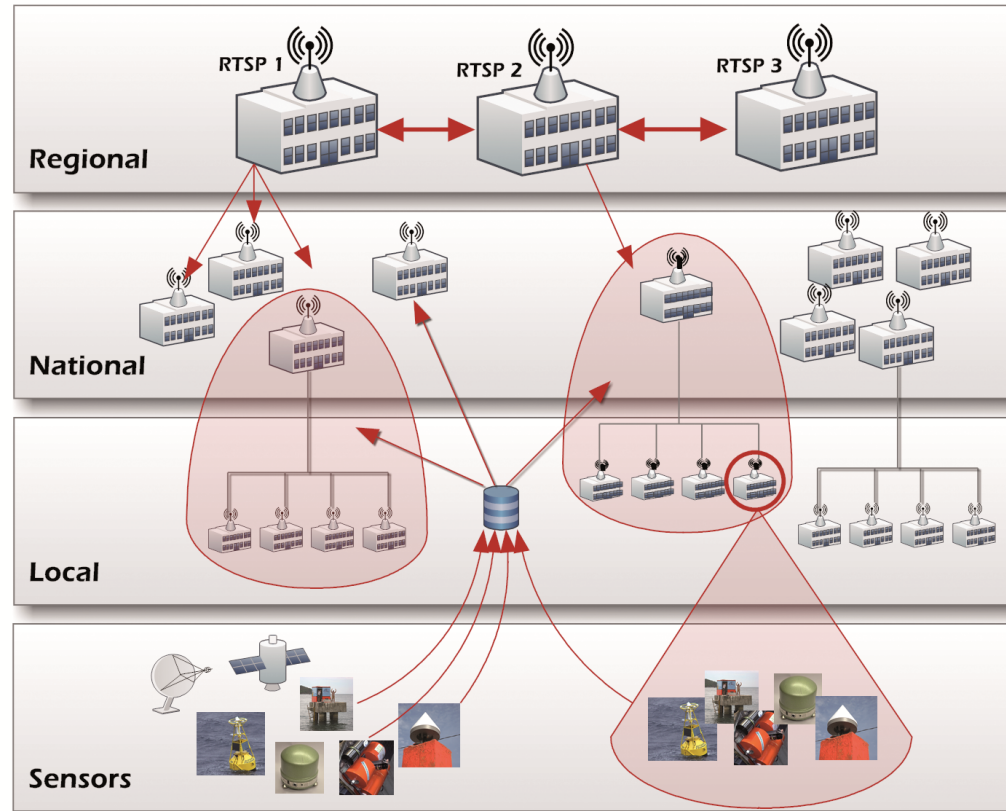 RTSP 1
RTSP 2
RTSP 3
Regional
National
Local
Sensors